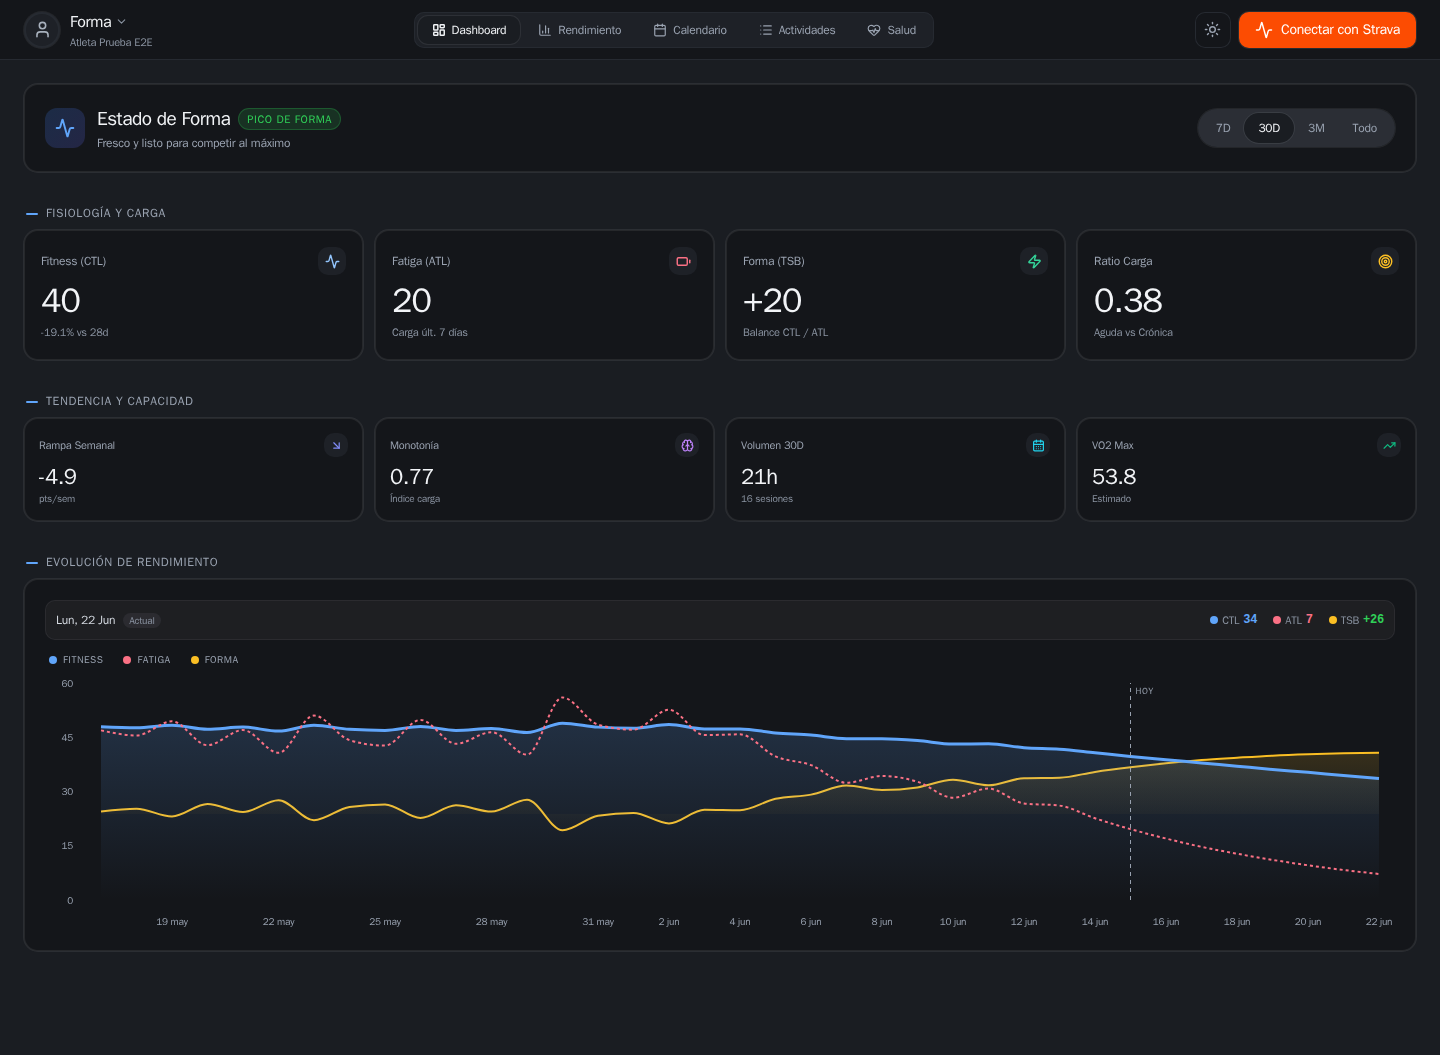 Forma
Atleta Prueba E2E
Dashboard
Rendimiento
Calendario
Actividades
Salud
Conectar con Strava
Estado de Forma
PICO DE FORMA
Fresco y listo para competir al máximo
7D
30D
3M
Todo
FISIOLOGÍA Y CARGA
Fitness (CTL)
40
-19.1% vs 28d
Fatiga (ATL)
20
Carga últ. 7 días
Forma (TSB)
+20
Balance CTL / ATL
Ratio Carga
0.38
Aguda vs Crónica
TENDENCIA Y CAPACIDAD
Rampa Semanal
-4.9
pts/sem
Monotonía
0.77
Índice carga
Volumen 30D
21h
16 sesiones
VO2 Max
53.8
Estimado
EVOLUCIÓN DE RENDIMIENTO
Lun, 22 Jun
Actual
CTL 34
ATL 7
TSB +26
FITNESS
FATIGA
FORMA
60
45
30
15
0
HOY
19 may
22 may
25 may
28 may
31 may
2 jun
4 jun
6 jun
8 jun
10 jun
12 jun
14 jun
16 jun
18 jun
20 jun
22 jun